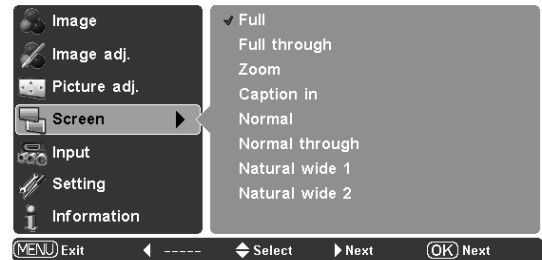 Image
Image adj.
Picture adj.
Screen
Input
Setting
Information
✔ Full
Full through
Zoom
Caption in
Normal
Normal through
Natural wide 1
Natural wide 2
MENU Exit ◀ ----- Select ▶ Next OK Next